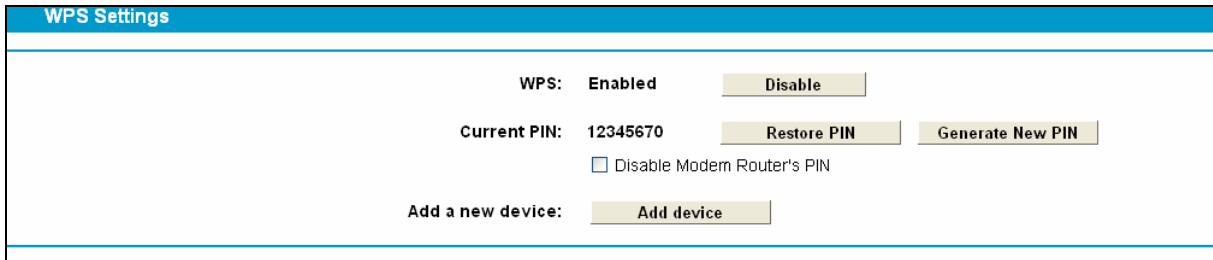 WPS Settings
WPS: Enabled Disable
Current PIN: 12345670 Restore PIN Generate New PIN
Disable Modem Router's PIN
Add a new device: Add device